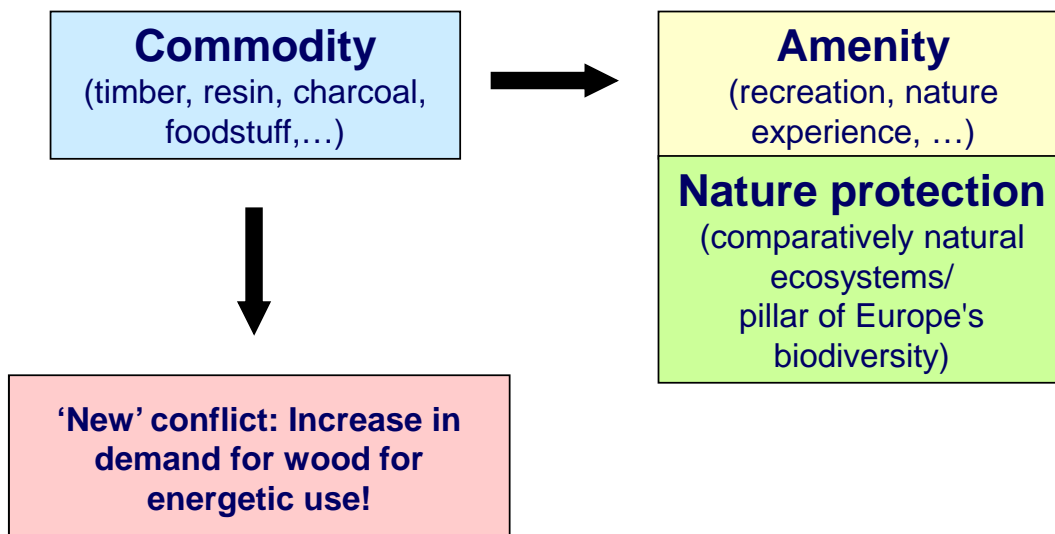 Commodity
(timber, resin, charcoal,
foodstuff,…)
Amenity
(recreation, nature
experience, …)
Nature protection
(comparatively natural
ecosystems/
pillar of Europe's
biodiversity)
‘New’ conflict: Increase in
demand for wood for
energetic use!